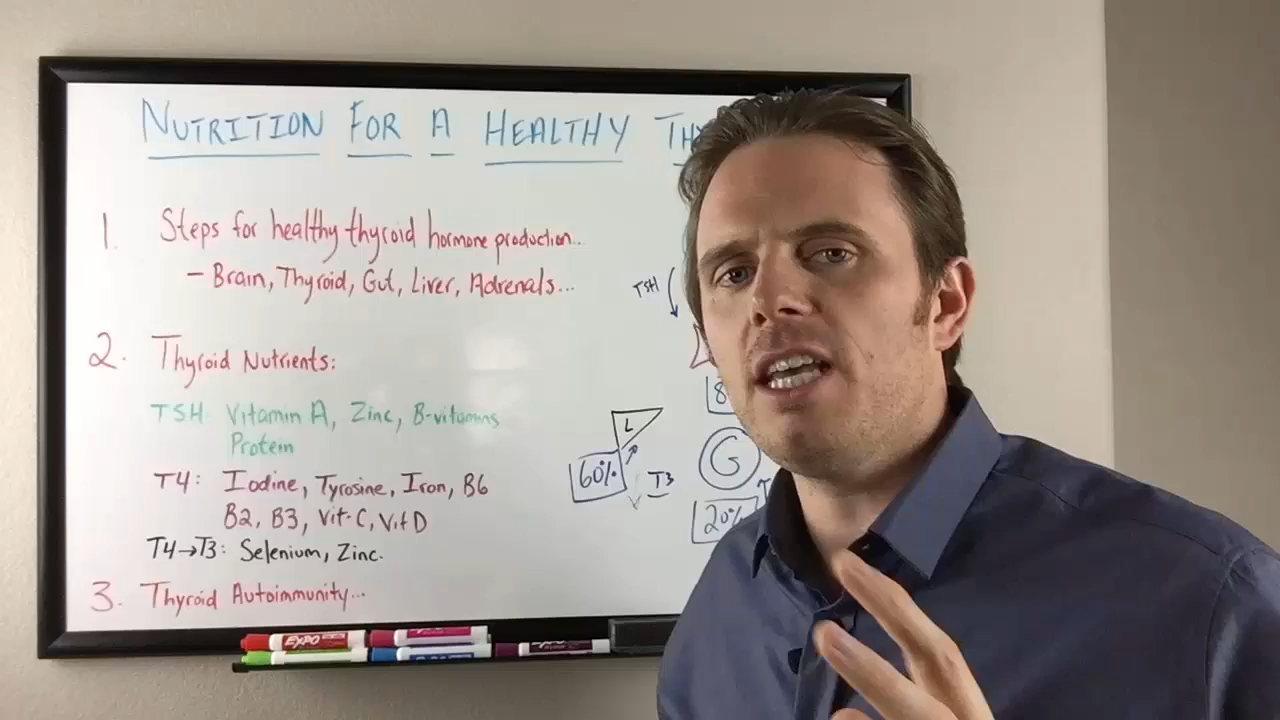 NUTRITION FOR A HEALTHY
1. Steps for healthy thyroid hormone production...
- Brain, Thyroid, Gut, Liver, Adrenals...
2. Thyroid Nutrients:
TSH: Vitamin A, Zinc, B-vitamins
Protein
T4: Iodine, Tyrosine, Iron, B6
B2, B3, Vit-C, Vit D
T4→T3: Selenium, Zinc.
3. Thyroid Autoimmunity...
TSH
8
L
60%
T3
G
20%
EXPO